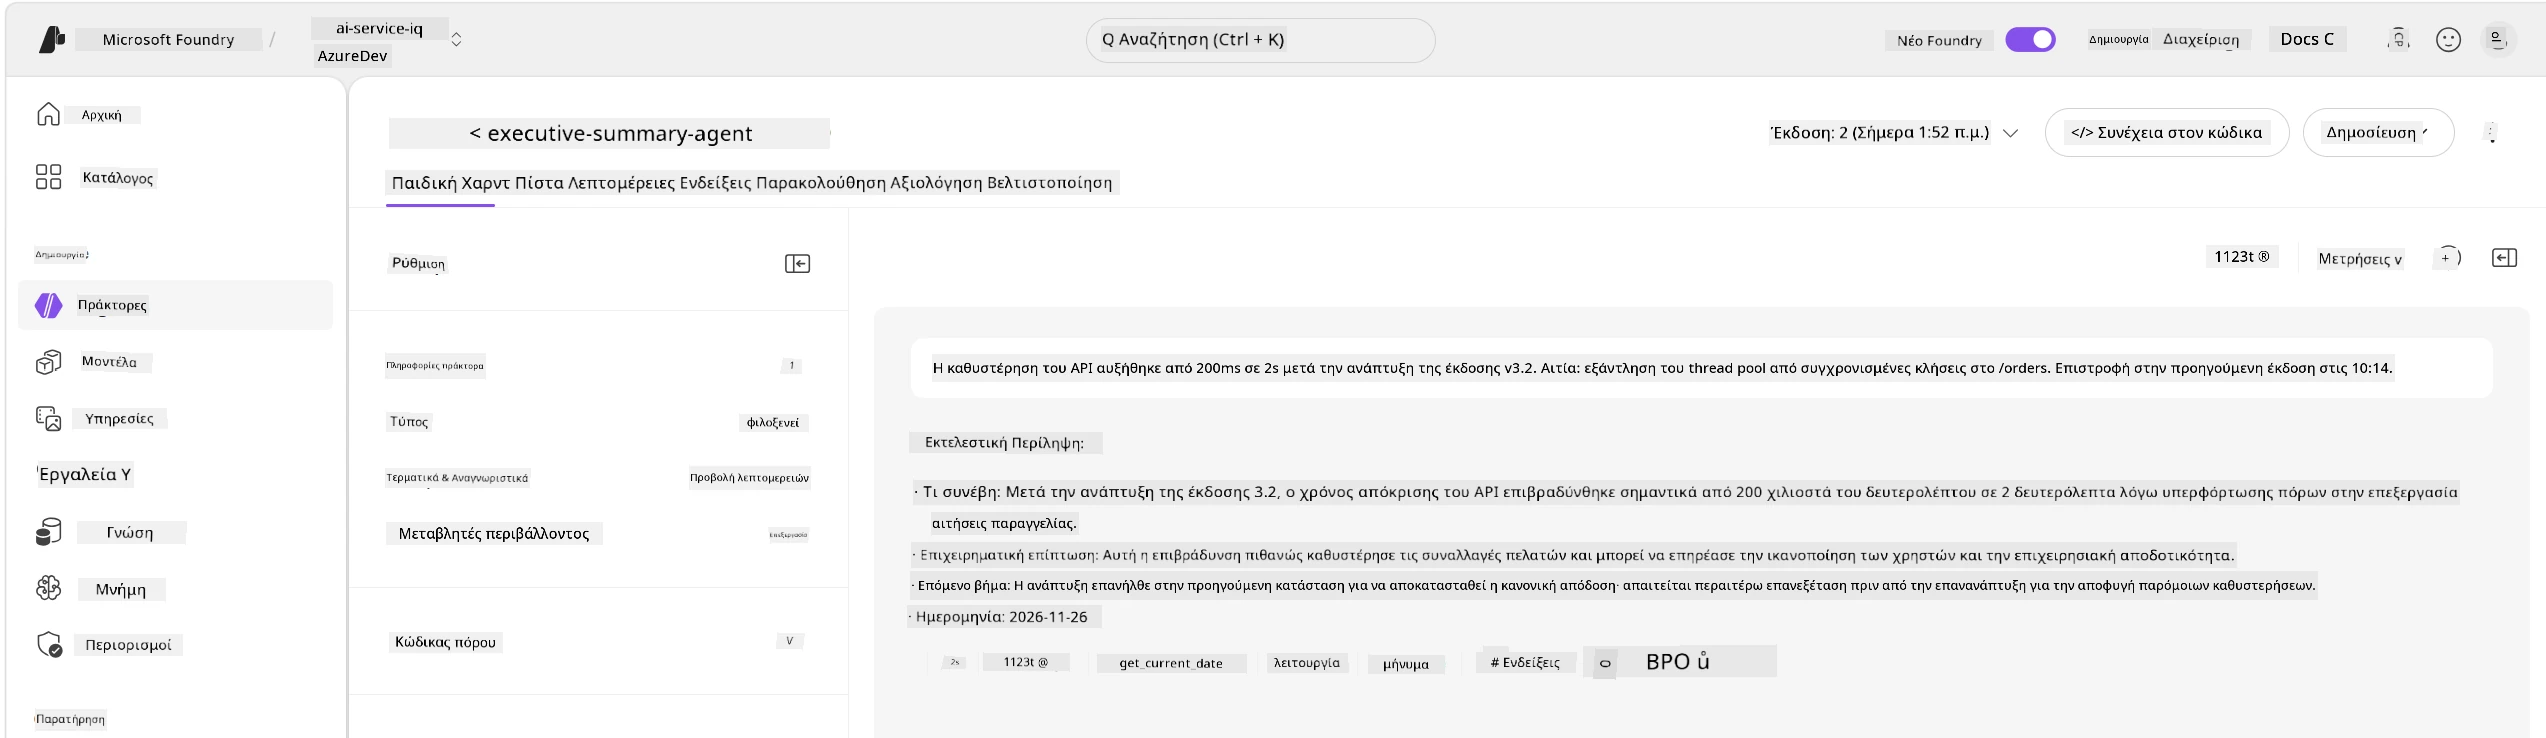 Microsoft Foundry /
ai-service-iq
AzureDev
Q Αναζήτηση (Ctrl + K)
Νέο Foundry
Δημιουργία
Διαχείριση
Docs C
Αρχική
Κατάλογος
Δημιουργία
Πράκτορες
Μοντέλα
Υπηρεσίες
Έργαλεία Υ
Γνώση
Μνήμη
Περιορισμοί
Παρατήρηση
< executive-summary-agent
Έκδοση: 2 (Σήμερα 1:52 π.μ.)
</> Συνέχεια στον κώδικα
Δημοσίευση
Παιδική Χαρντ Πίστα Λεπτομέρειες Ενδείξεις Παρακολούθηση Αξιολόγηση Βελτιστοποίηση
Ρύθμιση
Πληροφορίες πράκτορα
1
Τύπος
φιλοξενεί
Τερματικά & Αναγνωριστικά
Προβολή λεπτομερειών
Μεταβλητές περιβάλλοντος
Επεξεργασία
Κώδικας πόρου
V
1123t ®
Μετρήσεις v
+
Η καθυστέρηση του API αυξήθηκε από 200ms σε 2s μετά την ανάπτυξη της έκδοσης v3.2. Αιτία: εξάντληση του thread pool από συγχρονισμένες κλήσεις στο /orders. Επιστροφή στην προηγούμενη έκδοση στις 10:14.
Εκτελεστική Περίληψη:
· Τι συνέβη: Μετά την ανάπτυξη της έκδοσης 3.2, ο χρόνος απόκρισης του API επιβραδύνθηκε σημαντικά από 200 χιλιοστά του δευτερολέπτου σε 2 δευτερόλεπτα λόγω υπερφόρτωσης πόρων στην επεξεργασία
αιτήσεις παραγγελίας.
· Επιχειρηματική επίπτωση: Αυτή η επιβράδυνση πιθανώς καθυστέρησε τις συναλλαγές πελατών και μπορεί να επηρέασε την ικανοποίηση των χρηστών και την επιχειρησιακή αποδοτικότητα.
· Επόμενο βήμα: Η ανάπτυξη επανήλθε στην προηγούμενη κατάσταση για να αποκατασταθεί η κανονική απόδοση· απαιτείται περαιτέρω επανεξέταση πριν από την επανανάπτυξη για την αποφυγή παρόμοιων καθυστερήσεων.
· Ημερομηνία: 2026-11-26
2s
1123t @
get_current_date
λειτουργία
μήνυμα
# Ενδείξεις
BPO ů